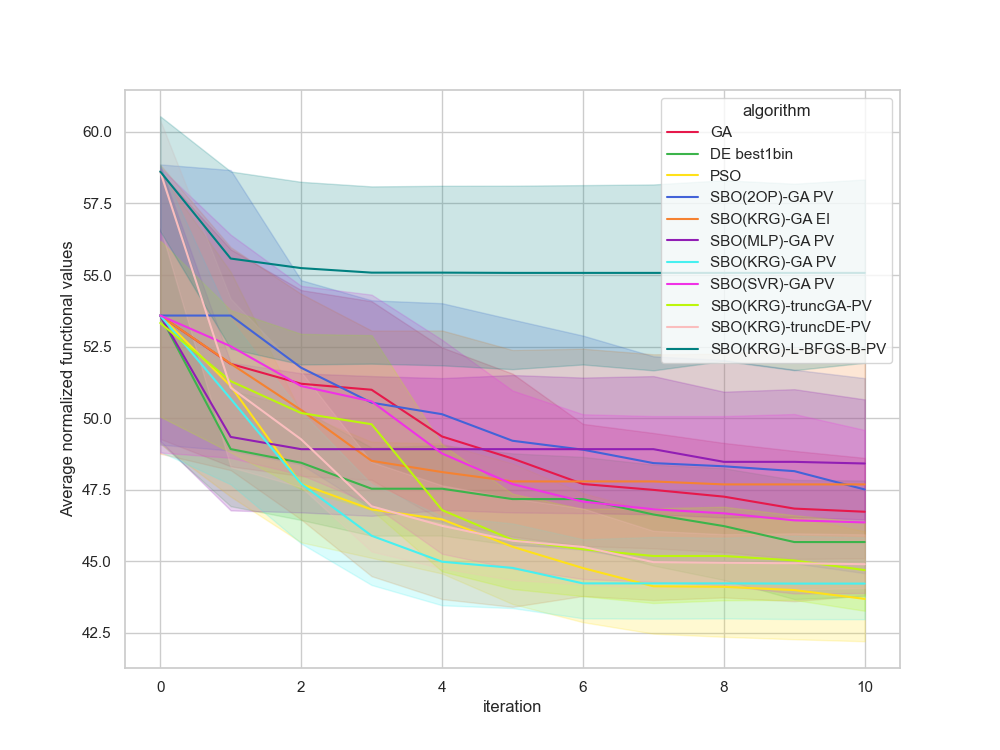 algorithm
GA
DE best1bin
PSO
SBO(2OP)-GA PV
SBO(KRG)-GA EI
SBO(MLP)-GA PV
SBO(KRG)-GA PV
SBO(SVR)-GA PV
SBO(KRG)-truncGA-PV
SBO(KRG)-truncDE-PV
SBO(KRG)-L-BFGS-B-PV
Average normalized functional values
60.0
57.5
55.0
52.5
50.0
47.5
45.0
42.5
0 2 4 6 8 10
iteration